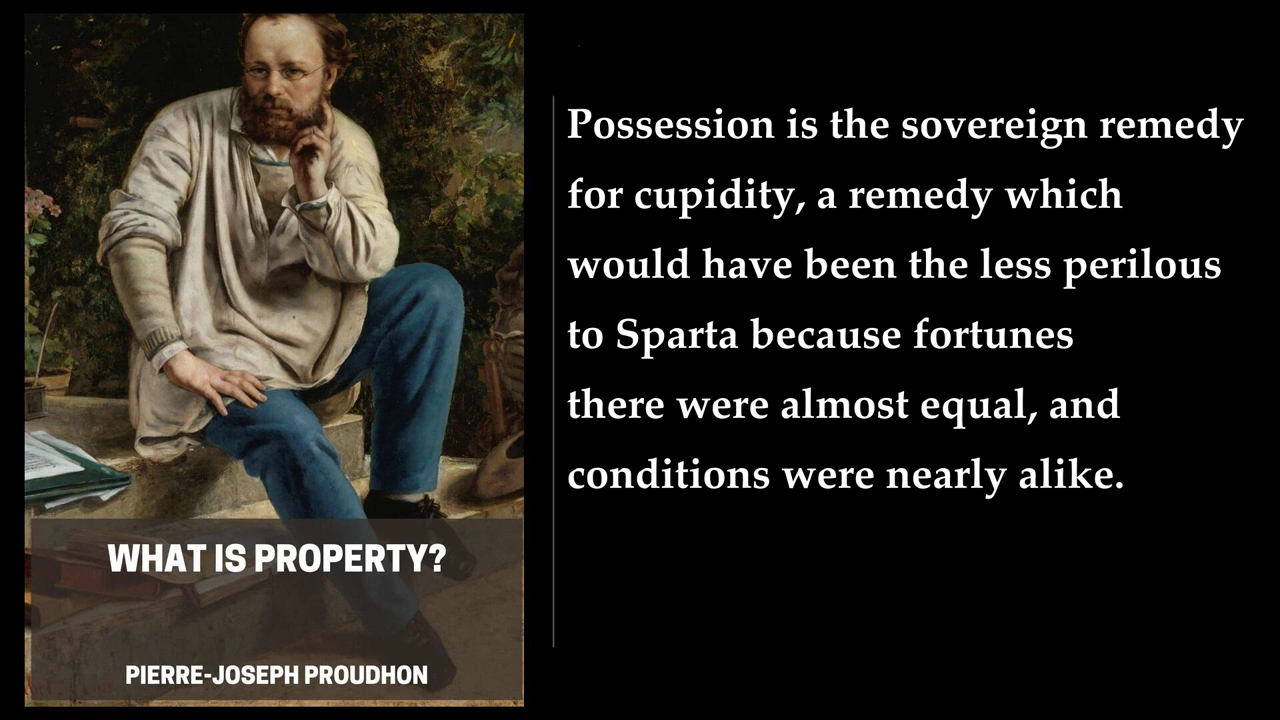 WHAT IS PROPERTY?
PIERRE-JOSEPH PROUDHON
Possession is the sovereign remedy
for cupidity, a remedy which
would have been the less perilous
to Sparta because fortunes
there were almost equal, and
conditions were nearly alike.